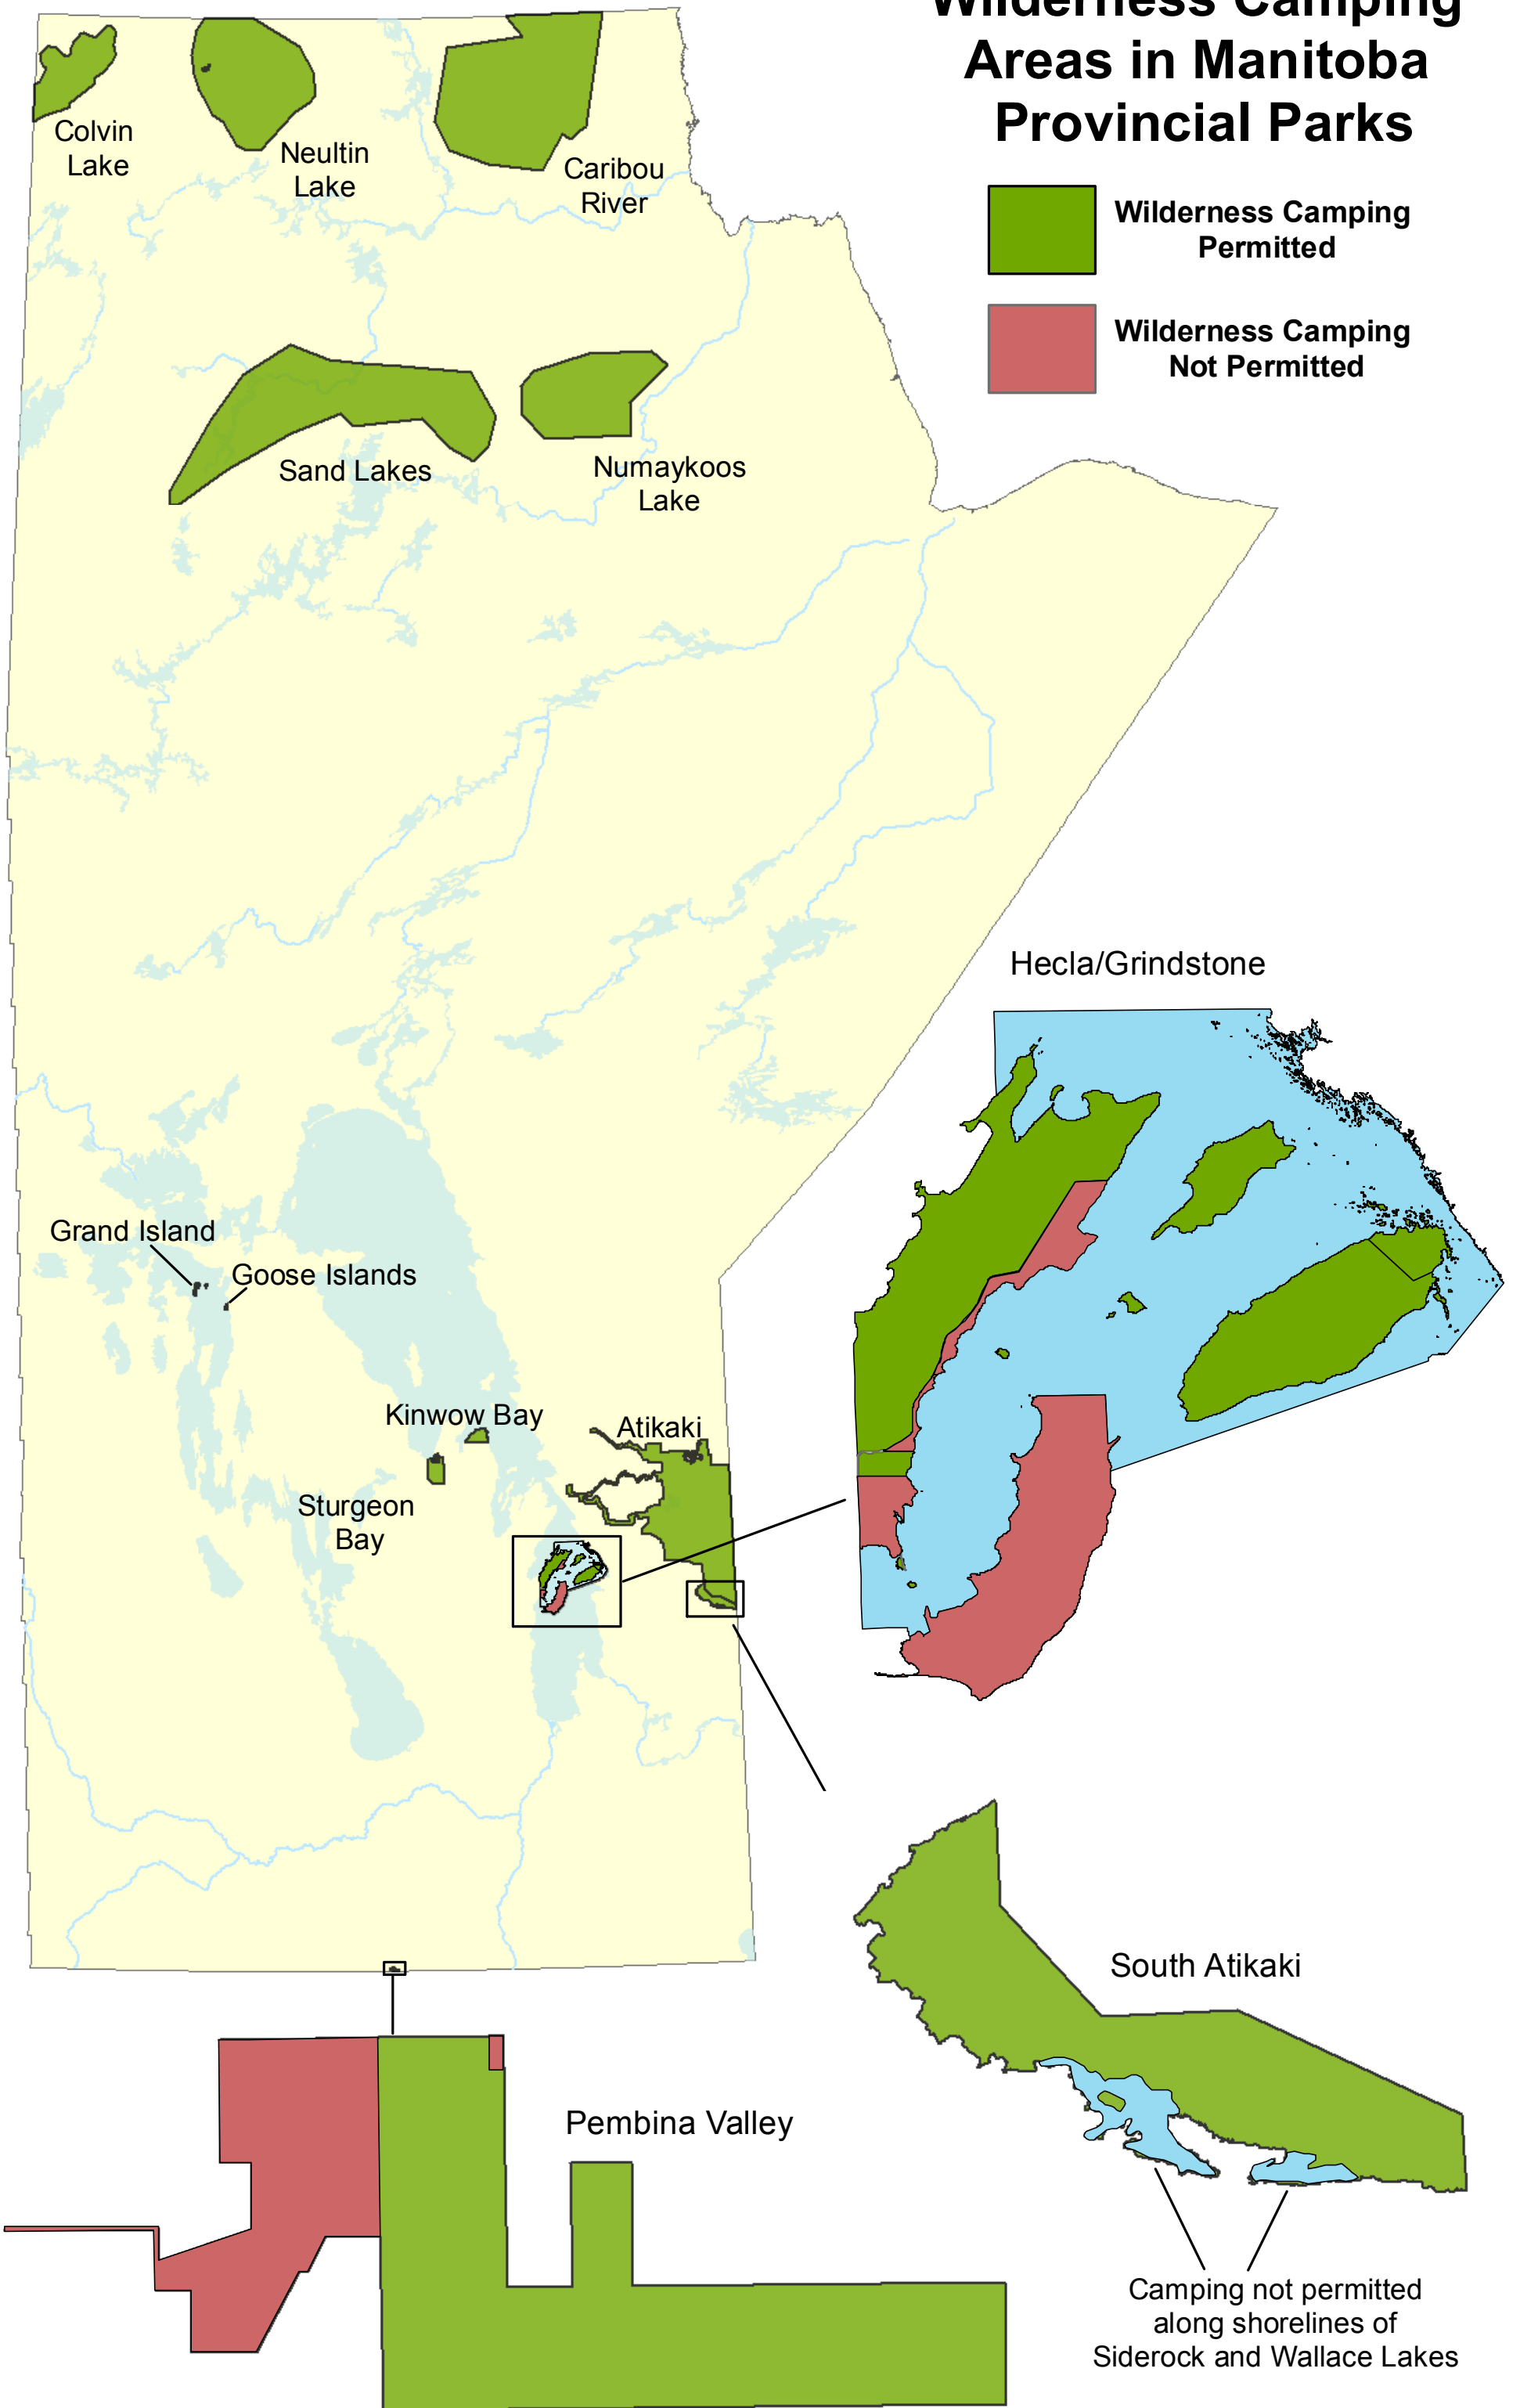 Wilderness Camping
Areas in Manitoba
Provincial Parks
Wilderness Camping
Permitted
Wilderness Camping
Not Permitted
Colvin
Lake
Neultin
Lake
Caribou
River
Sand Lakes
Numaykoos
Lake
Hecla/Grindstone
Grand Island
Goose Islands
Kinwow Bay
Atikaki
Sturgeon
Bay
South Atikaki
Pembina Valley
Camping not permitted
along shorelines of
Siderock and Wallace Lakes